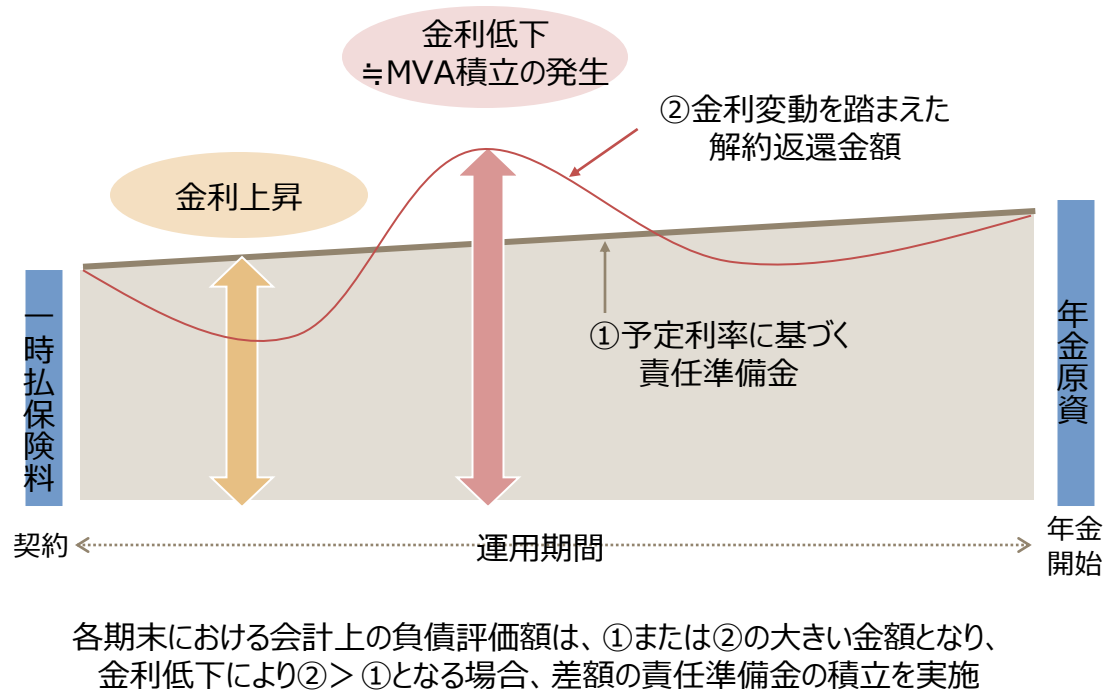 金利低下
≒MVA積立の発生
②金利変動を踏まえた
解約返還金額
金利上昇
①予定利率に基づく
責任準備金
一時払保険料
年金原資
契約
運用期間
年金
開始
各期末における会計上の負債評価額は、①または②の大きい金額となり、
金利低下により②＞①となる場合、差額の責任準備金の積立を実施